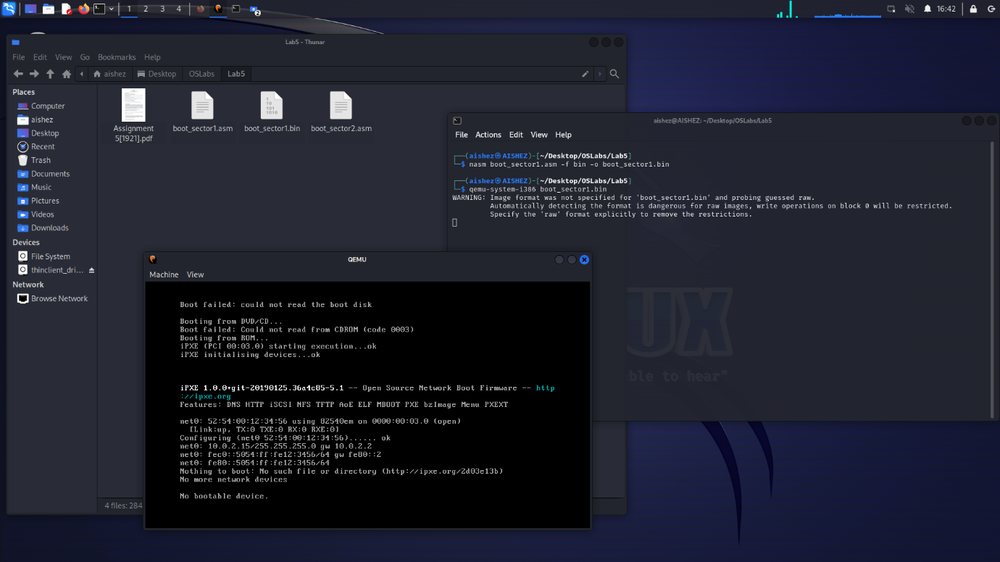 1 2 3 4
2
16:42
Lab5 - Thunar
File Edit View Go Bookmarks Help
aishez Desktop OSLabs Lab5
Places
Computer
aishez
Desktop
Recent
Trash
Documents
Music
Pictures
Videos
Downloads
Devices
File System
thinclient_dri...
Network
Browse Network
Assignment
5[1921].pdf
boot_sector1.asm
1
10
101
1010
boot_sector1.bin
boot_sector2.asm
4 files: 284
aishez@AISHEZ: ~/Desktop/OSLabs/Lab5
File Actions Edit View Help
┌──(aishez㉿AISHEZ)-[~/Desktop/OSLabs/Lab5]
└─$ nasm boot_sector1.asm -f bin -o boot_sector1.bin
┌──(aishez㉿AISHEZ)-[~/Desktop/OSLabs/Lab5]
└─$ qemu-system-i386 boot_sector1.bin
WARNING: Image format was not specified for 'boot_sector1.bin' and probing guessed raw.
Automatically detecting the format is dangerous for raw images, write operations on block 0 will be restricted.
Specify the 'raw' format explicitly to remove the restrictions.
UX
ble to hear"
QEMU
Machine View
Boot failed: could not read the boot disk
Booting from DVD/CD...
Boot failed: Could not read from CDROM (code 0003)
Booting from ROM...
iPXE (PCI 00:03.0) starting execution...ok
iPXE initialising devices...ok
iPXE 1.0.0+git-20190125.36a4c85-5.1 -- Open Source Network Boot Firmware -- http
://ipxe.org
Features: DNS HTTP iSCSI NFS TFTP AoE ELF MBOOT PXE bzImage Menu PXEXT
net0: 52:54:00:12:34:56 using 82540em on 0000:00:03.0 (open)
[Link:up, TX:0 TXE:0 RX:0 RXE:0]
Configuring (net0 52:54:00:12:34:56)...... ok
net0: 10.0.2.15/255.255.255.0 gw 10.0.2.2
net0: fec0::5054:ff:fe12:3456/64 gw fe80::2
net0: fe80::5054:ff:fe12:3456/64
Nothing to boot: No such file or directory (http://ipxe.org/2d03e13b)
No more network devices
No bootable device.